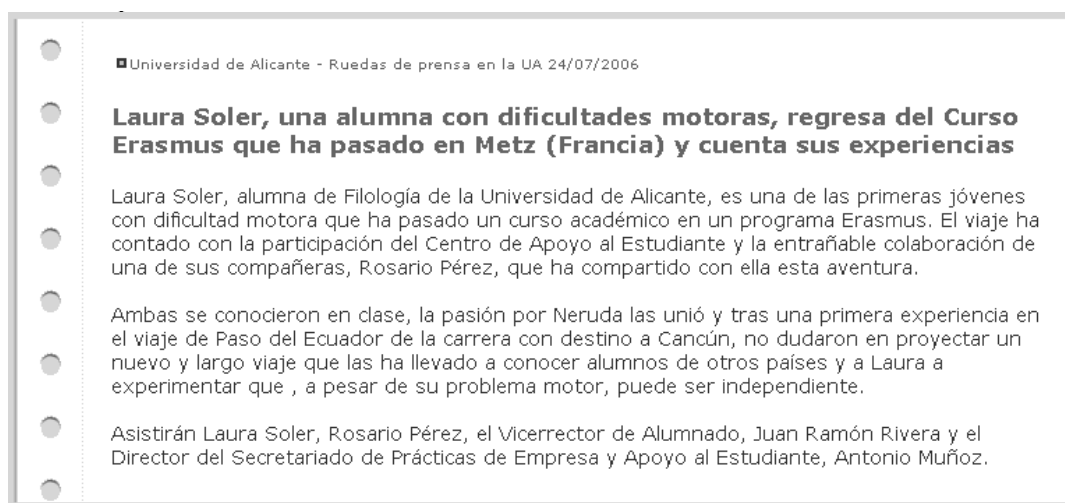 Universidad de Alicante - Ruedas de prensa en la UA 24/07/2006
Laura Soler, una alumna con dificultades motoras, regresa del Curso
Erasmus que ha pasado en Metz (Francia) y cuenta sus experiencias
Laura Soler, alumna de Filología de la Universidad de Alicante, es una de las primeras jóvenes
con dificultad motora que ha pasado un curso académico en un programa Erasmus. El viaje ha
contado con la participación del Centro de Apoyo al Estudiante y la entrañable colaboración de
una de sus compañeras, Rosario Pérez, que ha compartido con ella esta aventura.
Ambas se conocieron en clase, la pasión por Neruda las unió y tras una primera experiencia en
el viaje de Paso del Ecuador de la carrera con destino a Cancún, no dudaron en proyectar un
nuevo y largo viaje que las ha llevado a conocer alumnos de otros países y a Laura a
experimentar que , a pesar de su problema motor, puede ser independiente.
Asistirán Laura Soler, Rosario Pérez, el Vicerrector de Alumnado, Juan Ramón Rivera y el
Director del Secretariado de Prácticas de Empresa y Apoyo al Estudiante, Antonio Muñoz.